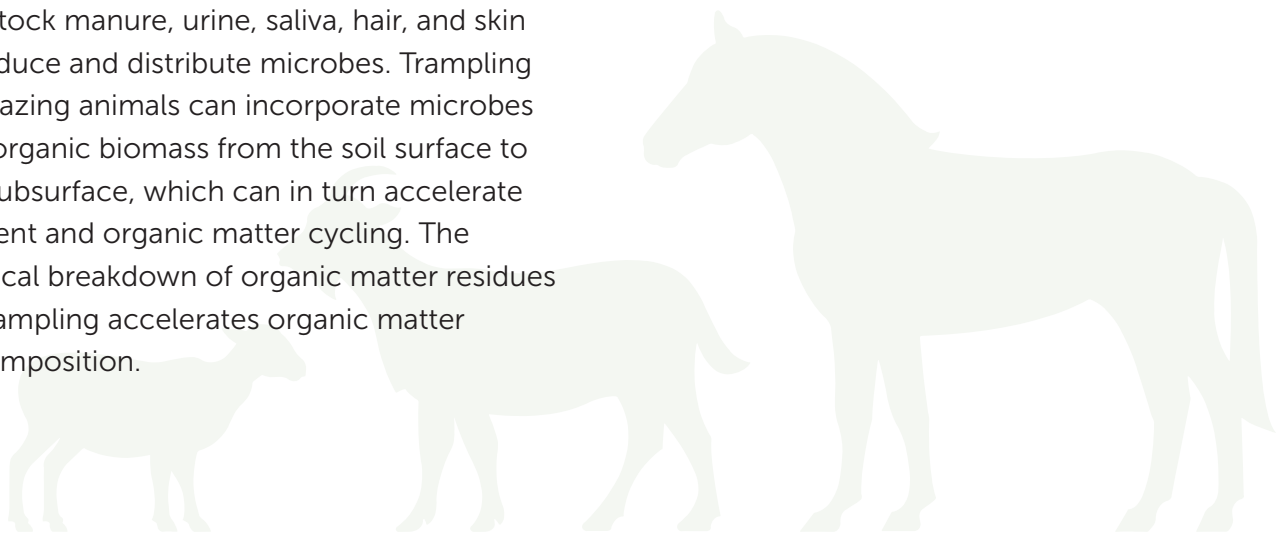 tock manure, urine, saliva, hair, and skin
duce and distribute microbes. Trampling
azing animals can incorporate microbes
organic biomass from the soil surface to
ubsurface, which can in turn accelerate
ent and organic matter cycling. The
cal breakdown of organic matter residues
ampling accelerates organic matter
mposition.